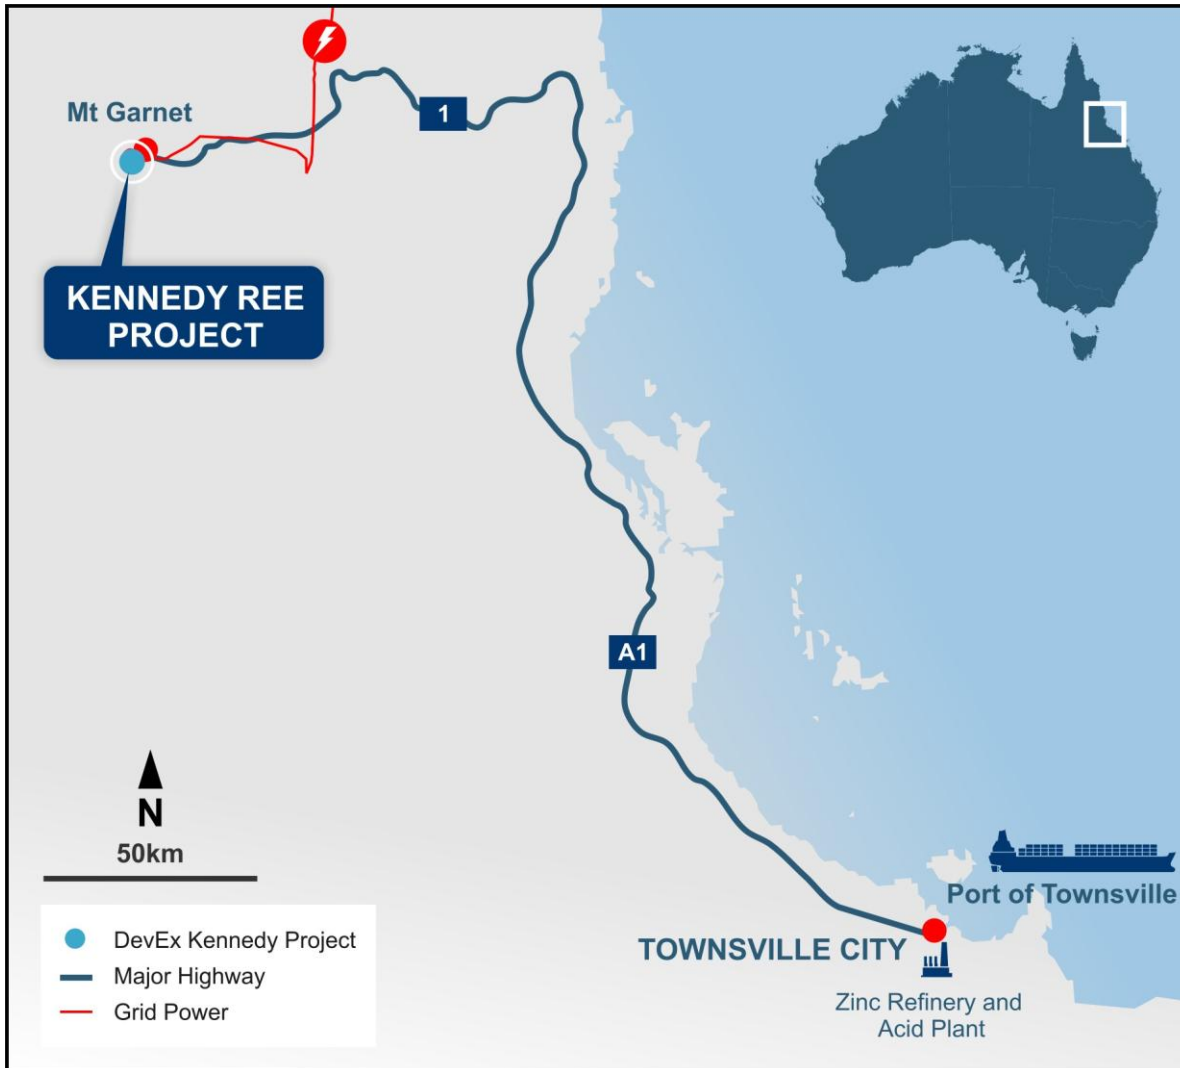 Mt Garnet
1
KENNEDY REE
PROJECT
A1
N
50km
Port of Townsville
TOWNSVILLE CITY
Zinc Refinery and
Acid Plant
DevEx Kennedy Project
Major Highway
Grid Power